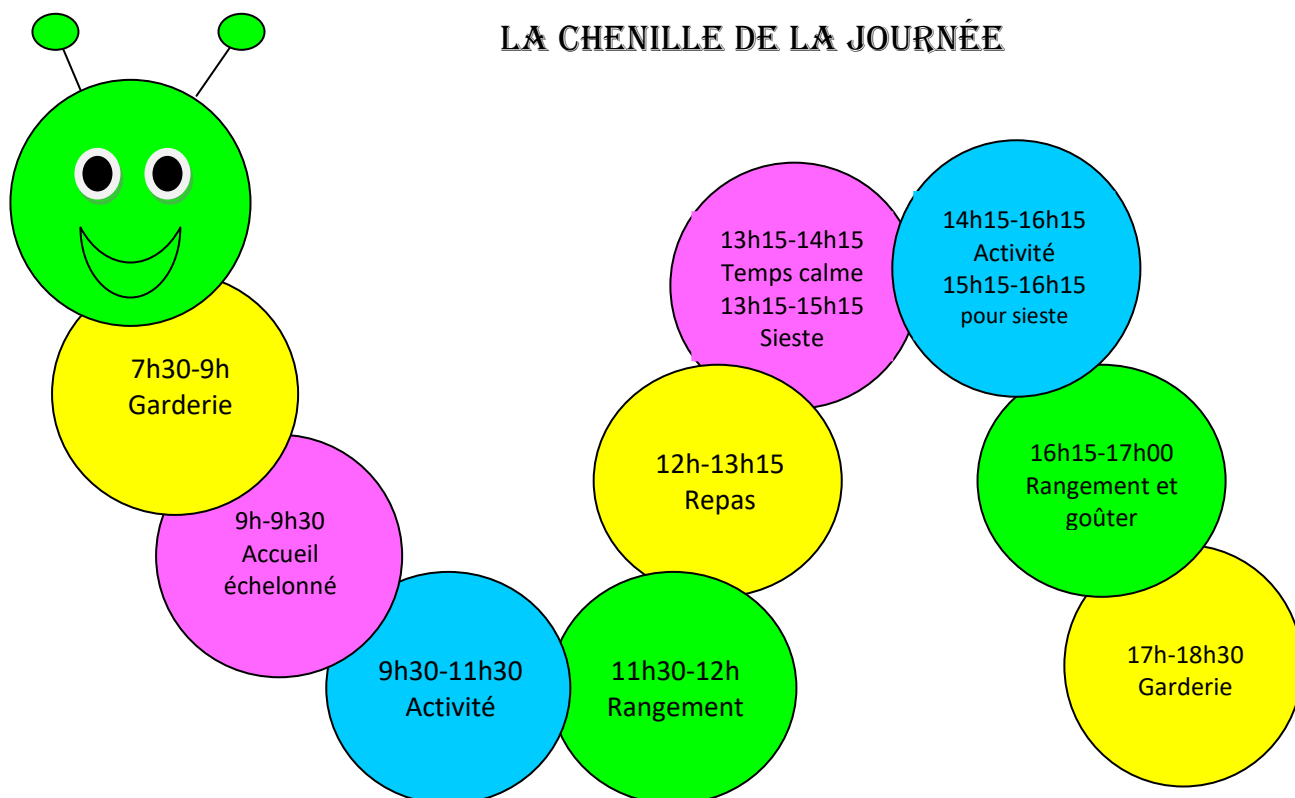 LA CHENILLE DE LA JOURNÉE
7h30-9h
Garderie
9h-9h30
Accueil
échelonné
9h30-11h30
Activité
11h30-12h
Rangement
12h-13h15
Repas
13h15-14h15
Temps calme
13h15-15h15
Sieste
14h15-16h15
Activité
15h15-16h15
pour sieste
16h15-17h00
Rangement et
goûter
17h-18h30
Garderie